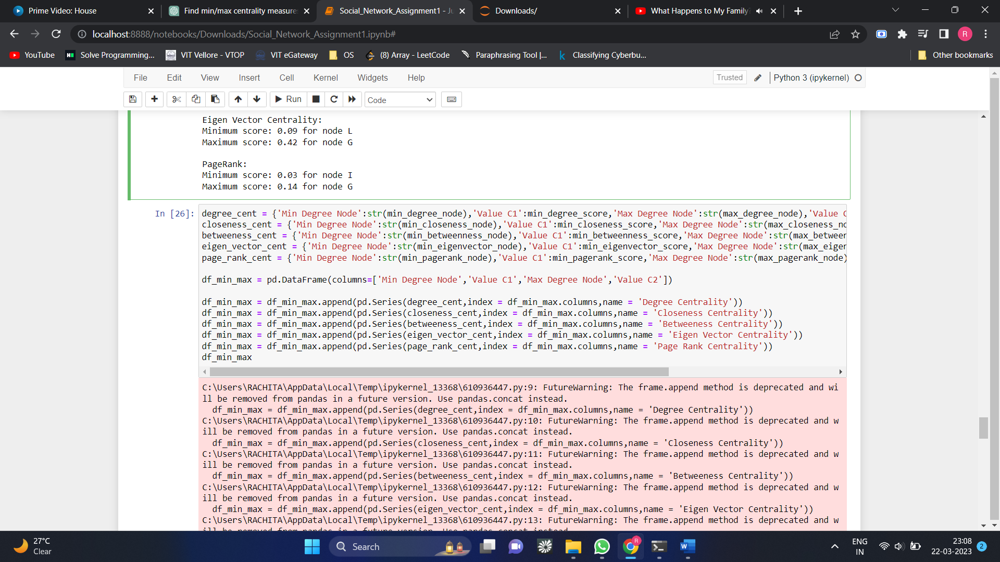 Prime Video: House
Find min/max centrality measure
Social_Network_Assignment1 - Ju
Downloads/
What Happens to My Family?
localhost:8888/notebooks/Downloads/Social_Network_Assignment1.ipynb#
R
YouTube
Solve Programming...
VIT Vellore - VTOP
VIT eGateway
OS
(8) Array - LeetCode
Paraphrasing Tool |...
Classifying Cyberbu...
Other bookmarks
File Edit View Insert Cell Kernel Widgets Help
Trusted
Python 3 (ipykernel)
Run
Code
Eigen Vector Centrality:
Minimum score: 0.09 for node L
Maximum score: 0.42 for node G
PageRank:
Minimum score: 0.03 for node I
Maximum score: 0.14 for node G
In [26]:
degree_cent = {'Min Degree Node':str(min_degree_node),'Value C1':min_degree_score,'Max Degree Node':str(max_degree_node),'Value C
closeness_cent = {'Min Degree Node':str(min_closeness_node),'Value C1':min_closeness_score,'Max Degree Node':str(max_closeness_no
betweeness_cent = {'Min Degree Node':str(min_betweenness_node),'Value C1':min_betweenness_score,'Max Degree Node':str(max_between
eigen_vector_cent = {'Min Degree Node':str(min_eigenvector_node),'Value C1':min_eigenvector_score,'Max Degree Node':str(max_eigen
page_rank_cent = {'Min Degree Node':str(min_pagerank_node),'Value C1':min_pagerank_score,'Max Degree Node':str(max_pagerank_node)
df_min_max = pd.DataFrame(columns=['Min Degree Node','Value C1','Max Degree Node','Value C2'])
df_min_max = df_min_max.append(pd.Series(degree_cent,index = df_min_max.columns,name = 'Degree Centrality'))
df_min_max = df_min_max.append(pd.Series(closeness_cent,index = df_min_max.columns,name = 'Closeness Centrality'))
df_min_max = df_min_max.append(pd.Series(betweeness_cent,index = df_min_max.columns,name = 'Betweeness Centrality'))
df_min_max = df_min_max.append(pd.Series(eigen_vector_cent,index = df_min_max.columns,name = 'Eigen Vector Centrality'))
df_min_max = df_min_max.append(pd.Series(page_rank_cent,index = df_min_max.columns,name = 'Page Rank Centrality'))
df_min_max
C:\Users\RACHITA\AppData\Local\Temp\ipykernel_13368\610936447.py:9: FutureWarning: The frame.append method is deprecated and wi
ll be removed from pandas in a future version. Use pandas.concat instead.
df_min_max = df_min_max.append(pd.Series(degree_cent,index = df_min_max.columns,name = 'Degree Centrality'))
C:\Users\RACHITA\AppData\Local\Temp\ipykernel_13368\610936447.py:10: FutureWarning: The frame.append method is deprecated and w
ill be removed from pandas in a future version. Use pandas.concat instead.
df_min_max = df_min_max.append(pd.Series(closeness_cent,index = df_min_max.columns,name = 'Closeness Centrality'))
C:\Users\RACHITA\AppData\Local\Temp\ipykernel_13368\610936447.py:11: FutureWarning: The frame.append method is deprecated and w
ill be removed from pandas in a future version. Use pandas.concat instead.
df_min_max = df_min_max.append(pd.Series(betweeness_cent,index = df_min_max.columns,name = 'Betweeness Centrality'))
C:\Users\RACHITA\AppData\Local\Temp\ipykernel_13368\610936447.py:12: FutureWarning: The frame.append method is deprecated and w
ill be removed from pandas in a future version. Use pandas.concat instead.
df_min_max = df_min_max.append(pd.Series(eigen_vector_cent,index = df_min_max.columns,name = 'Eigen Vector Centrality'))
C:\Users\RACHITA\AppData\Local\Temp\ipykernel_13368\610936447.py:13: FutureWarning: The frame.append method is deprecated and w
ill be removed from pandas in a future version. Use pandas.concat instead.
27°C
Clear
Search
ENG
IN
23:08
22-03-2023
2